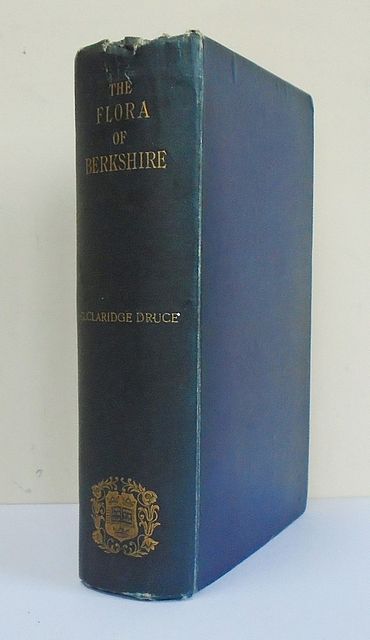 THE
FLORA
OF
BERKSHIRE
G.CLARIDGE DRUCE